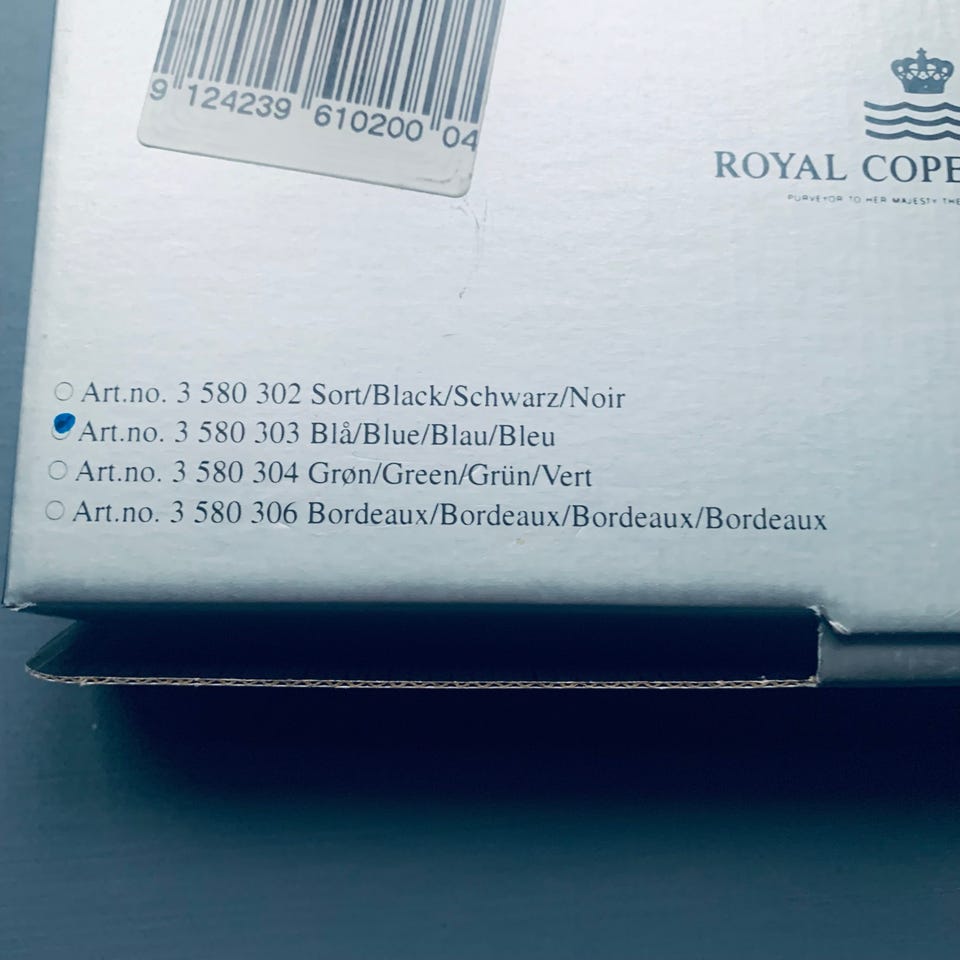 9 124239 610200 04
ROYAL COPE
PURVEYOR TO HER MAJESTY THE
Art.no. 3 580 302 Sort/Black/Schwarz/Noir
Art.no. 3 580 303 Blå/Blue/Blau/Bleu
Art.no. 3 580 304 Grøn/Green/Grün/Vert
Art.no. 3 580 306 Bordeaux/Bordeaux/Bordeaux/Bordeaux